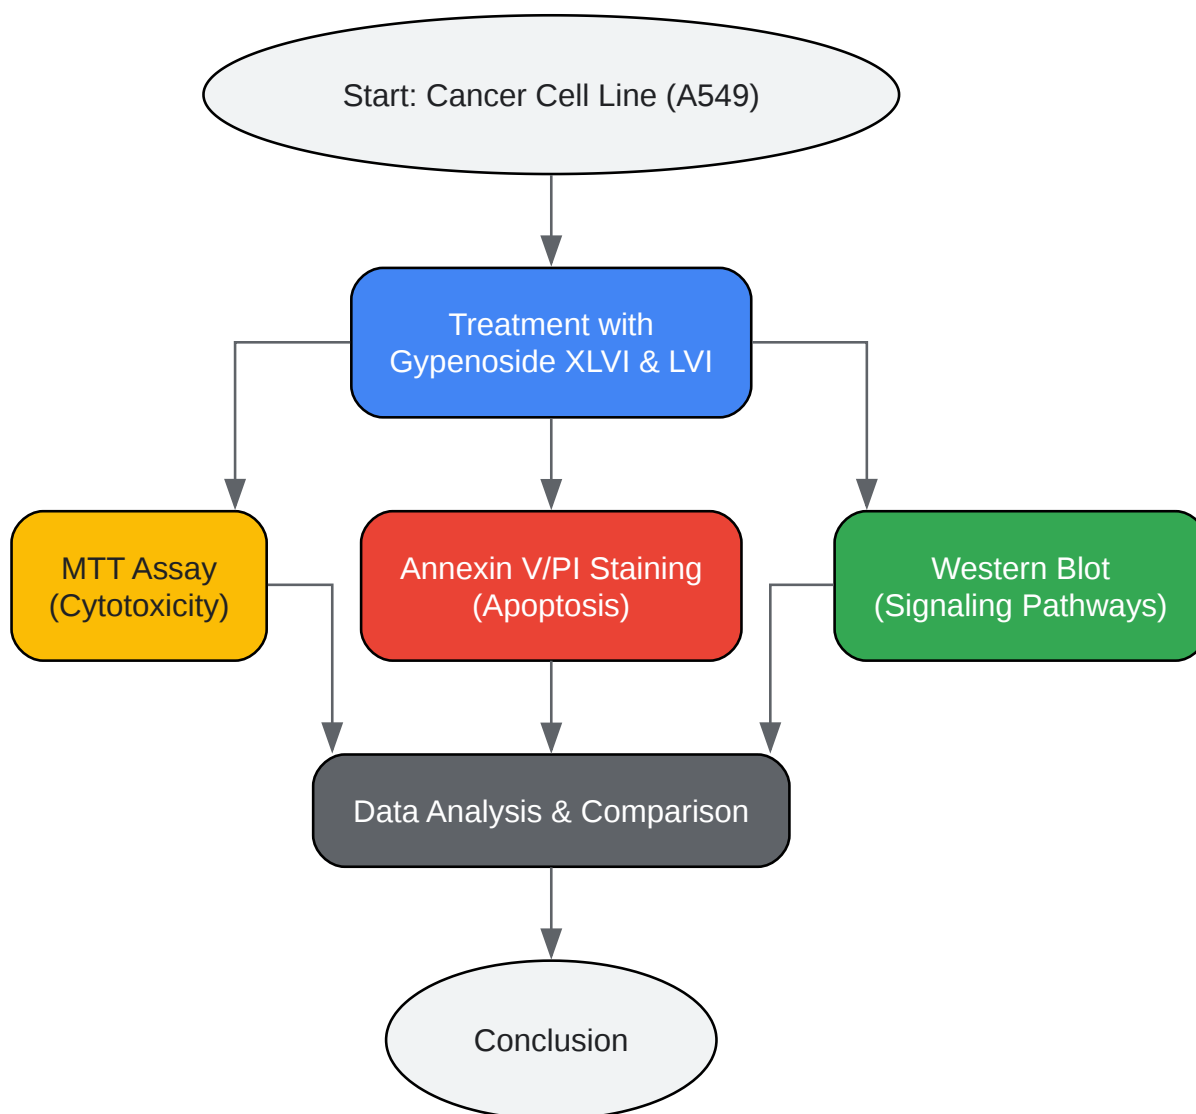 Start: Cancer Cell Line (A549)
Treatment with
Gypenoside XLVI & LVI
MTT Assay
(Cytotoxicity)
Annexin V/PI Staining
(Apoptosis)
Western Blot
(Signaling Pathways)
Data Analysis & Comparison
Conclusion